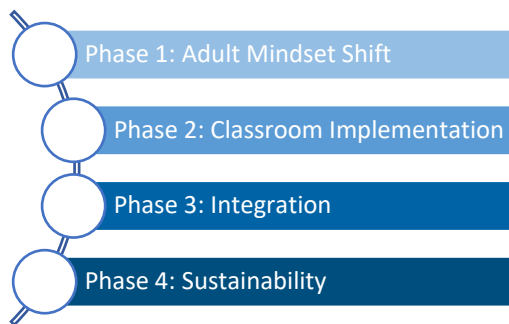 Phase 1: Adult Mindset Shift
Phase 2: Classroom Implementation
Phase 3: Integration
Phase 4: Sustainability